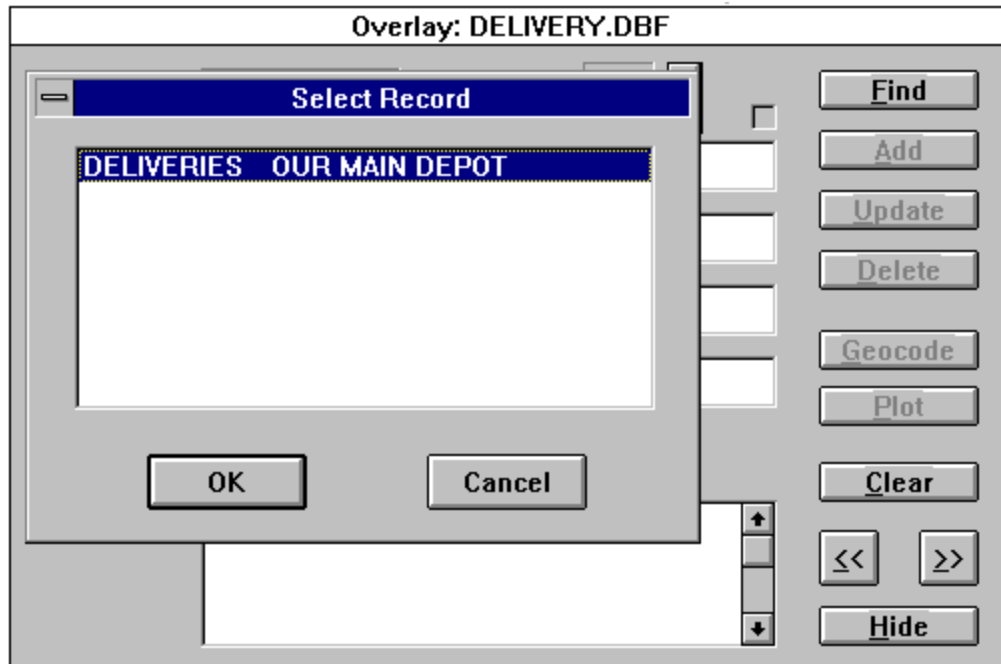 Overlay: DELIVERY.DBF
Select Record
DELIVERIES OUR MAIN DEPOT
OK
Cancel
Find
Add
Update
Delete
Geocode
Plot
Clear
<< >>
Hide